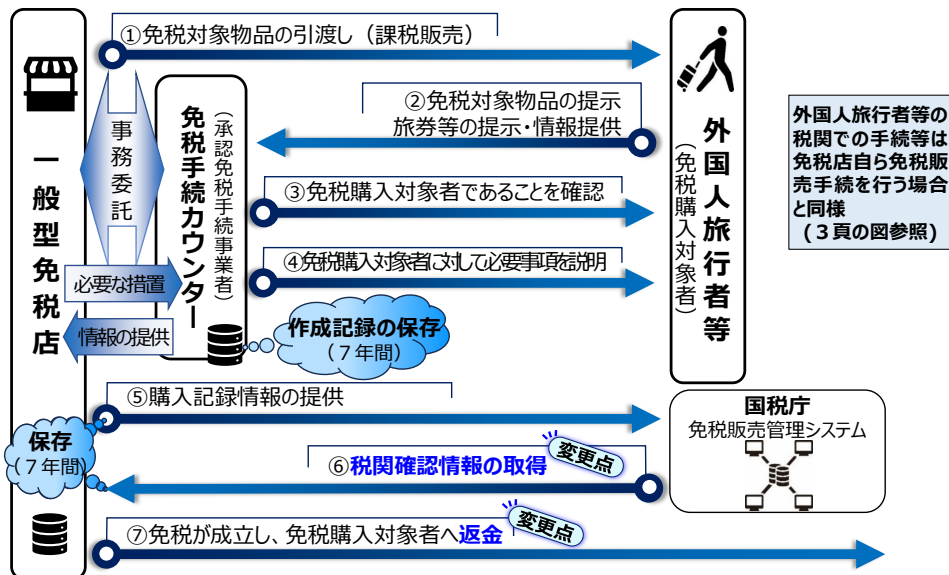 ①免税対象物品の引渡し（課税販売）
②免税対象物品の提示
旅券等の提示・情報提供
③免税購入対象者であることを確認
④免税購入対象者に対して必要事項を説明
一般型免税店
事務委託
免税手続カウンター
（承認免税手続事業者）
必要な措置
情報の提供
作成記録の保存
（７年間）
外国人旅行者等
（免税購入対象者）
外国人旅行者等の
税関での手続等は
免税店自ら免税販
売手続を行う場合
と同様
(３頁の図参照)
⑤購入記録情報の提供
国税庁
免税販売管理システム
保存
（７年間）
⑥税関確認情報の取得
変更点
⑦免税が成立し、免税購入対象者へ返金
変更点